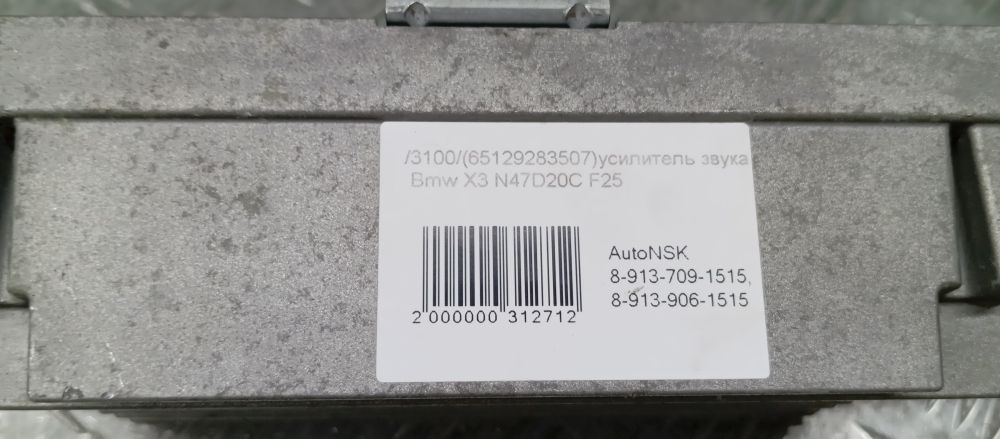 /3100/(65129283507)усилитель звука
Bmw X3 N47D20C F25
AutoNSK
8-913-709-1515,
8-913-906-1515
2 000000 312712